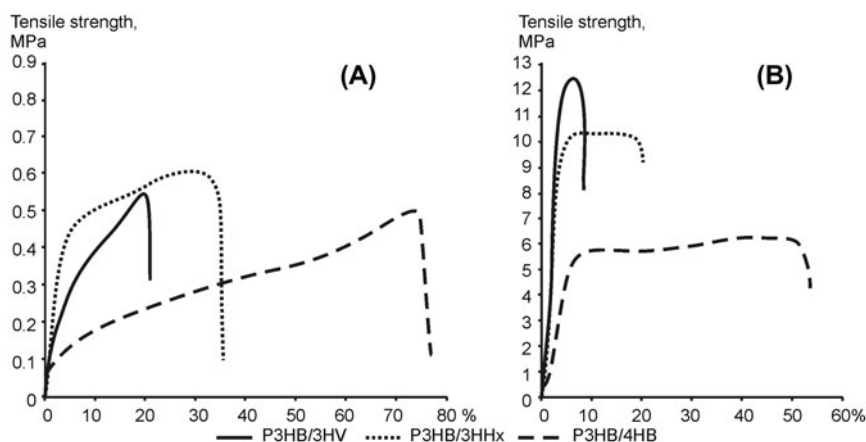 Tensile strength,
MPa
0.9
0.8
0.7
0.6
0.5
0.4
0.3
0.2
0.1
0
(A)
0 10 20 30 40 50 60 70 80 %
Tensile strength,
MPa
13
12
11
10
9
8
7
6
5
4
3
2
1
0
(B)
0 10 20 30 40 50 60%
P3HB/3HV P3HB/3HHx P3HB/4HB